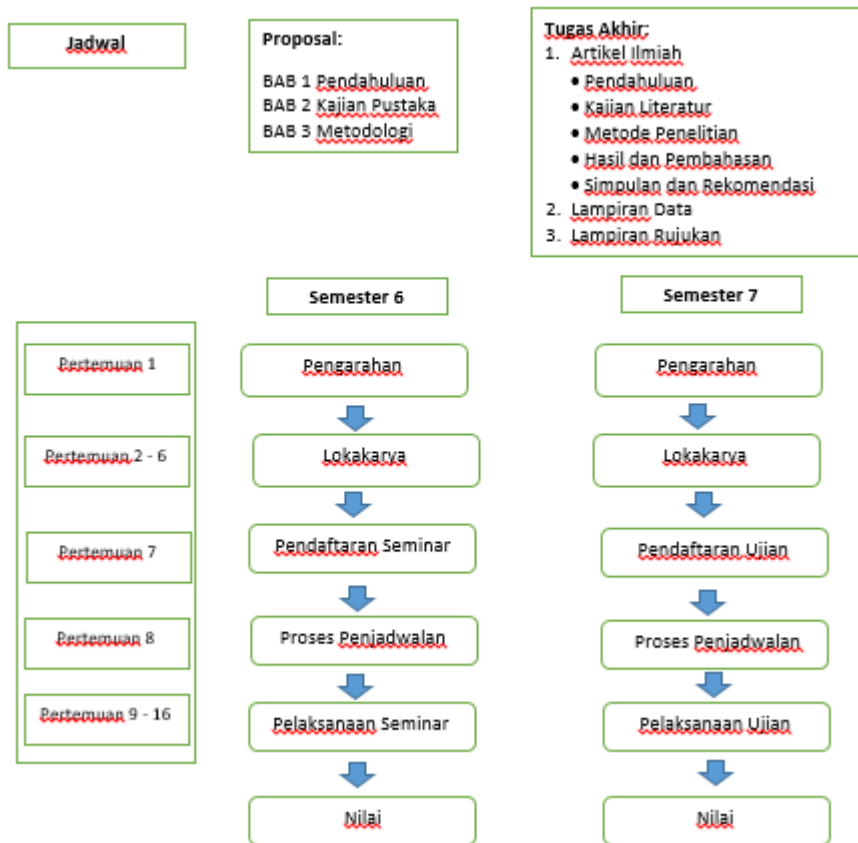 Jadwal
Proposal:
BAB 1 Pendahuluan
BAB 2 Kajian Pustaka
BAB 3 Metodologi
Tugas Akhir:
1. Artikel Ilmiah
• Pendahuluan
• Kajian Literatur
• Metode Penelitian
• Hasil dan Pembahasan
• Simpulan dan Rekomendasi
2. Lampiran Data
3. Lampiran Rujukan
Semester 6
Semester 7
Pertemuan 1
Pengarahan
Pengarahan
Pertemuan 2 - 6
Lokakarya
Lokakarya
Pertemuan 7
Pendaftaran Seminar
Pendaftaran Ujian
Pertemuan 8
Proses Penjadwalan
Proses Penjadwalan
Pertemuan 9 - 16
Pelaksanaan Seminar
Pelaksanaan Ujian
Nilai
Nilai